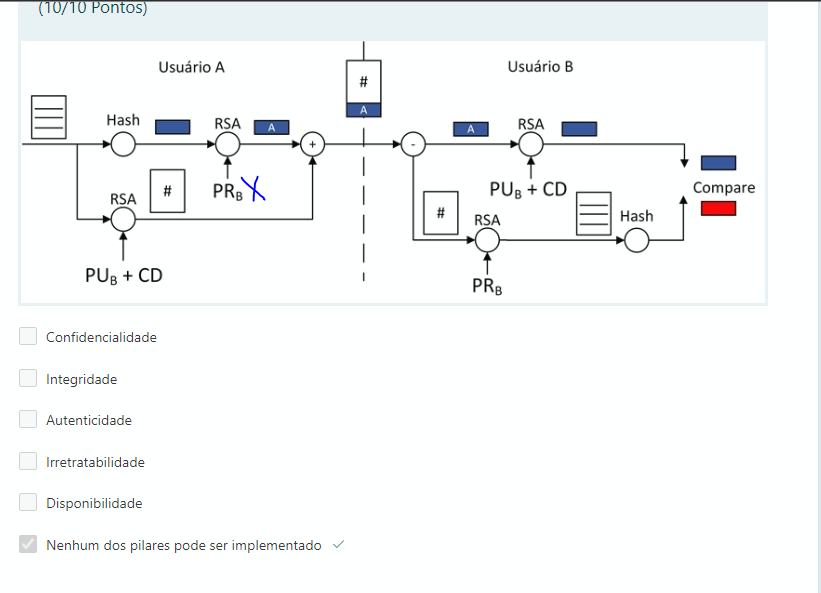 (10/10 Pontos)
Usuário A
Usuário B
#
A
Hash
RSA
A
+
-
A
RSA
PRB X
RSA
#
PUB + CD
PUB + CD
#
RSA
Hash
PRB
Compare
Confidencialidade
Integridade
Autenticidade
Irretratabilidade
Disponibilidade
Nenhum dos pilares pode ser implementado